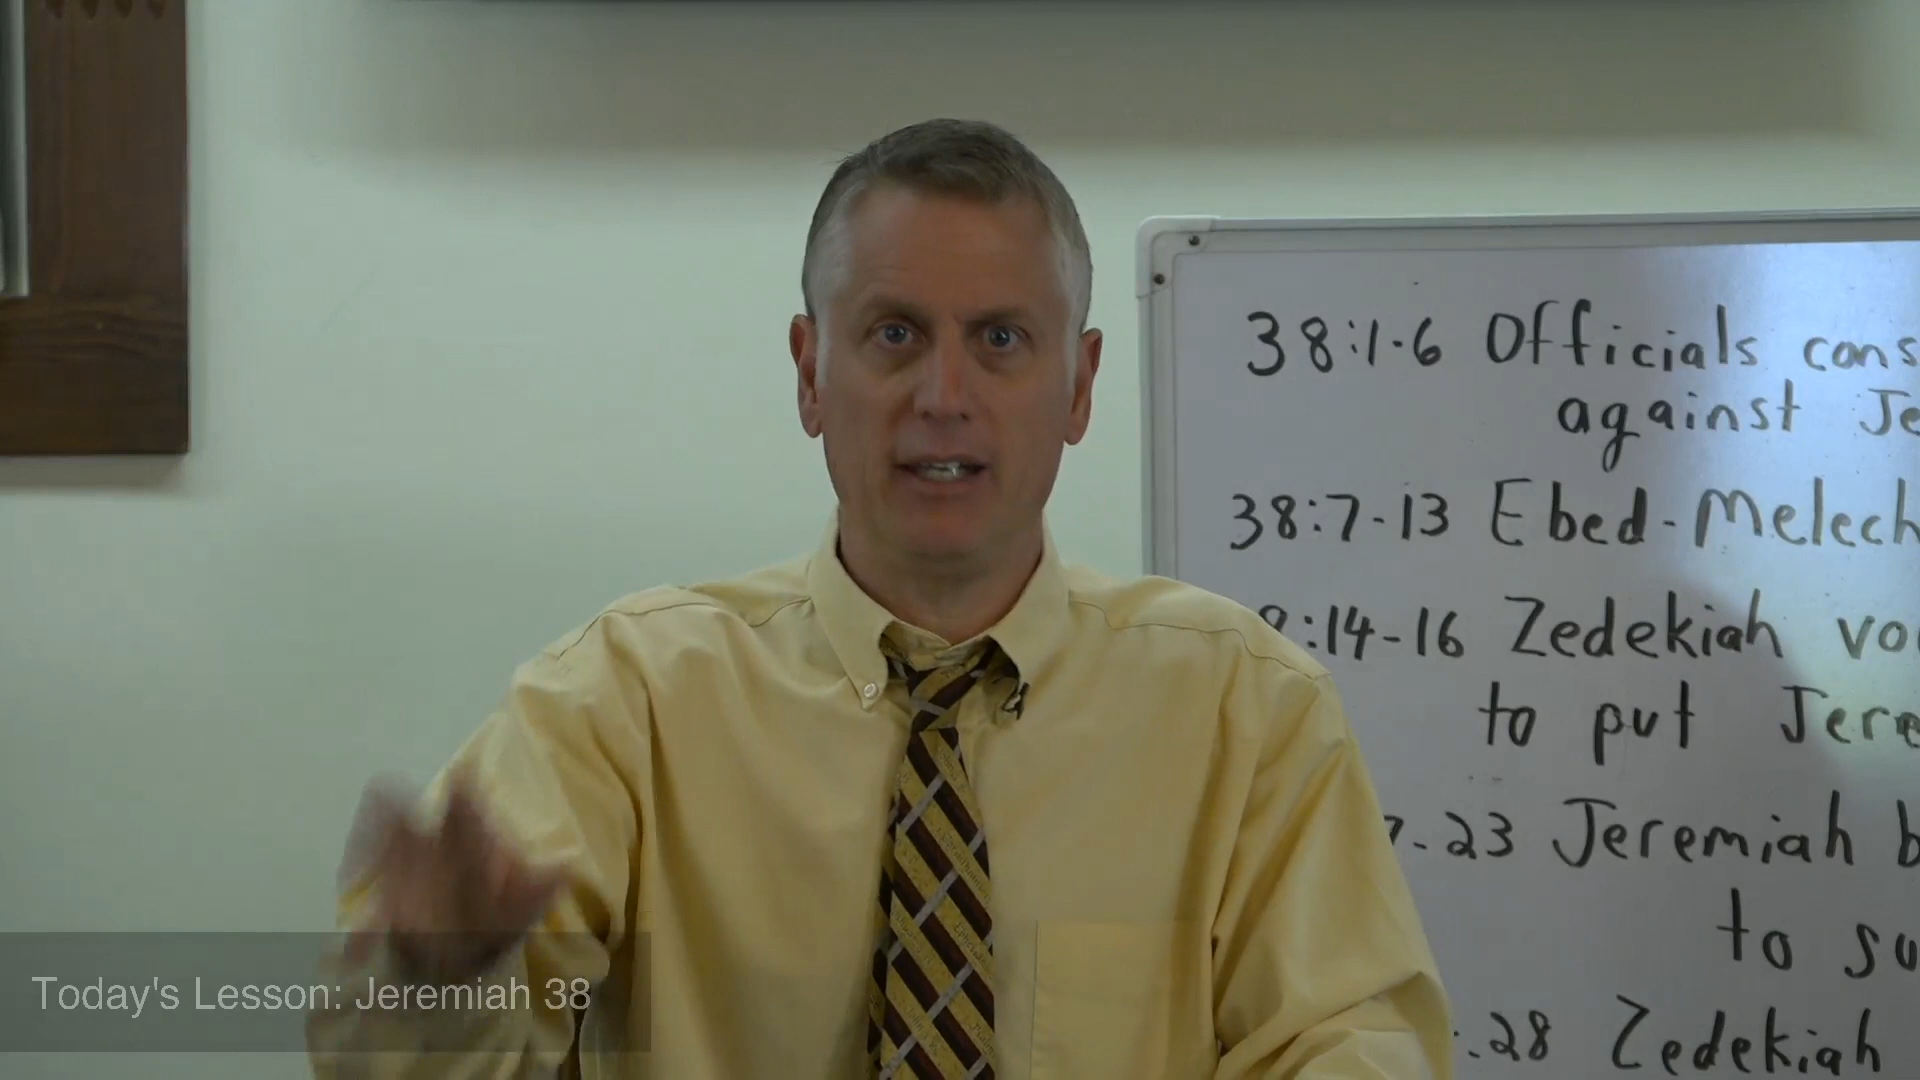 38:1-6 Officials cons
against Je
38:7-13 Ebed-Melech
:14-16 Zedekiah vo
to put Jere
-23 Jeremiah b
to su
28 Zedekiah
Today's Lesson: Jeremiah 38